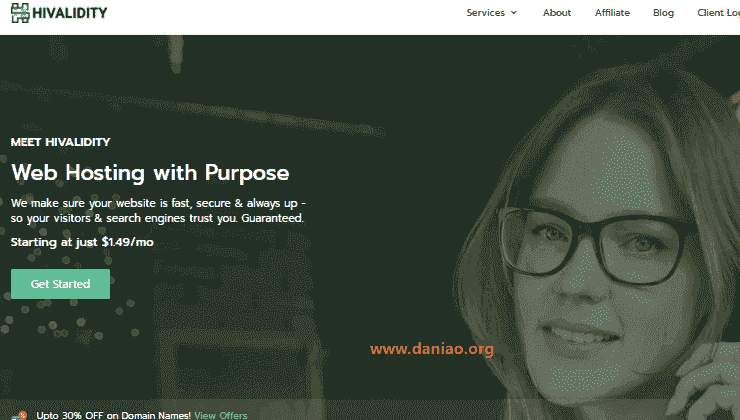 HIVALIDITY
Services About Affiliate Blog Client Log
MEET HIVALIDITY
Web Hosting with Purpose
We make sure your website is fast, secure & always up -
so your visitors & search engines trust you. Guaranteed.
Starting at just $1.49/mo
Get Started
www.daniao.org
Upto 30% OFF on Domain Names! View Offers